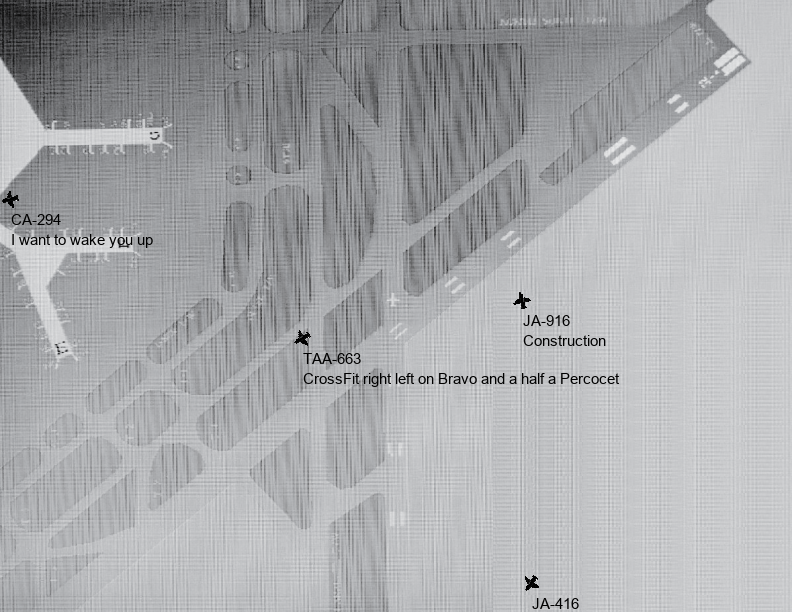 CA-294
I want to wake you up
JA-916
Construction
TAA-663
CrossFit right left on Bravo and a half a Percocet
JA-416